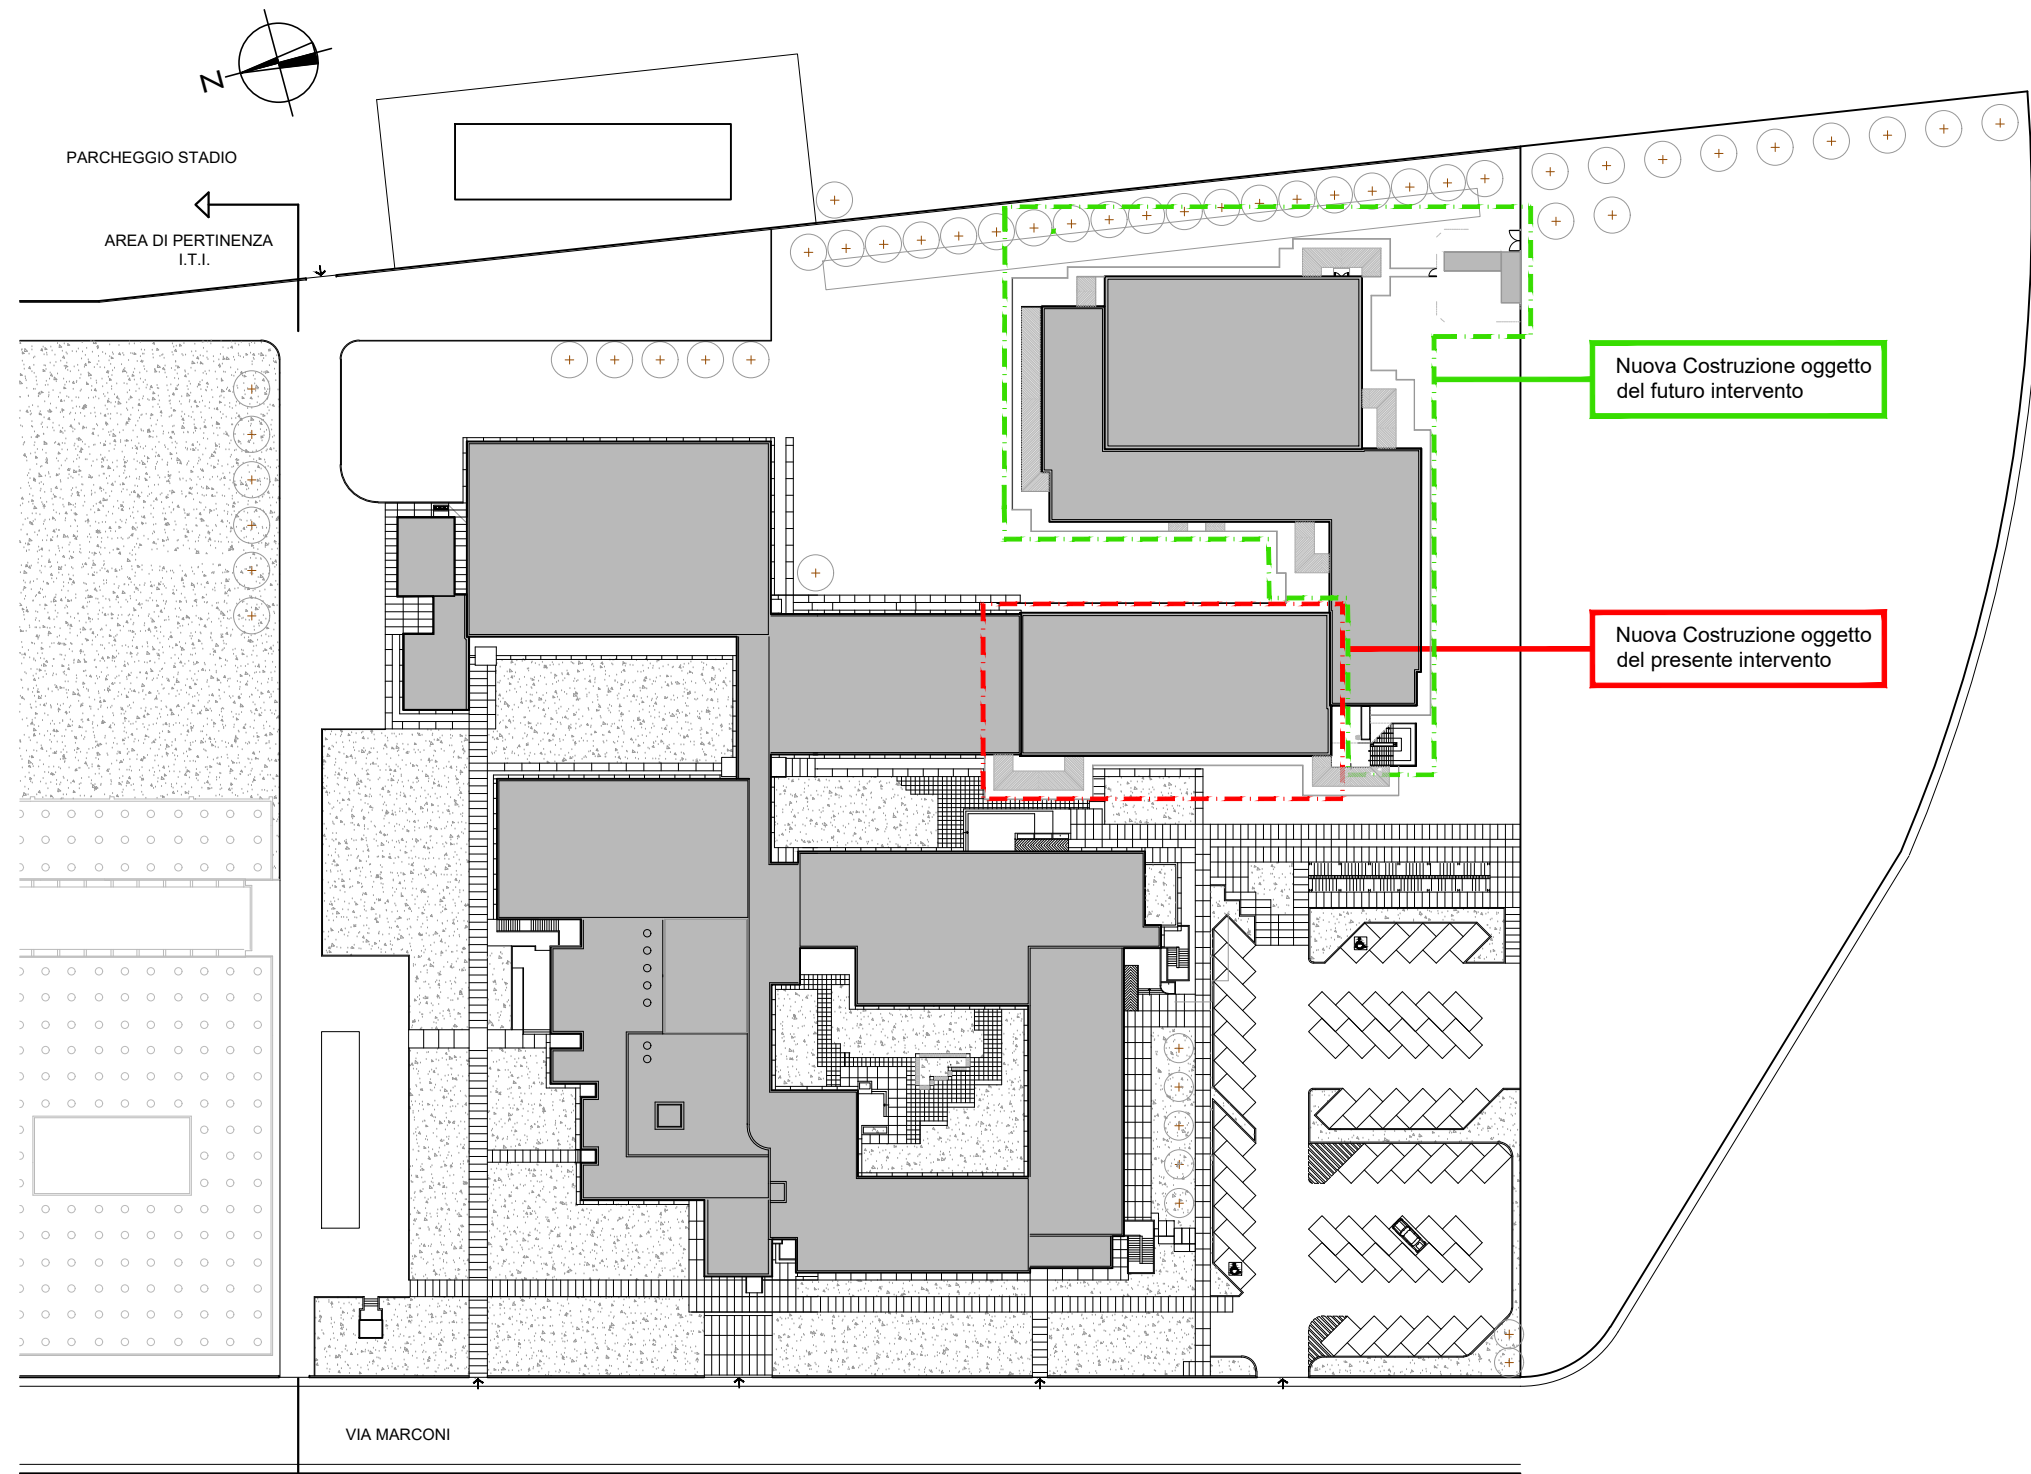 N
PARCHEGGIO STADIO
AREA DI PERTINENZA
I.T.I.
Nuova Costruzione oggetto
del futuro intervento
Nuova Costruzione oggetto
del presente intervento
VIA MARCONI